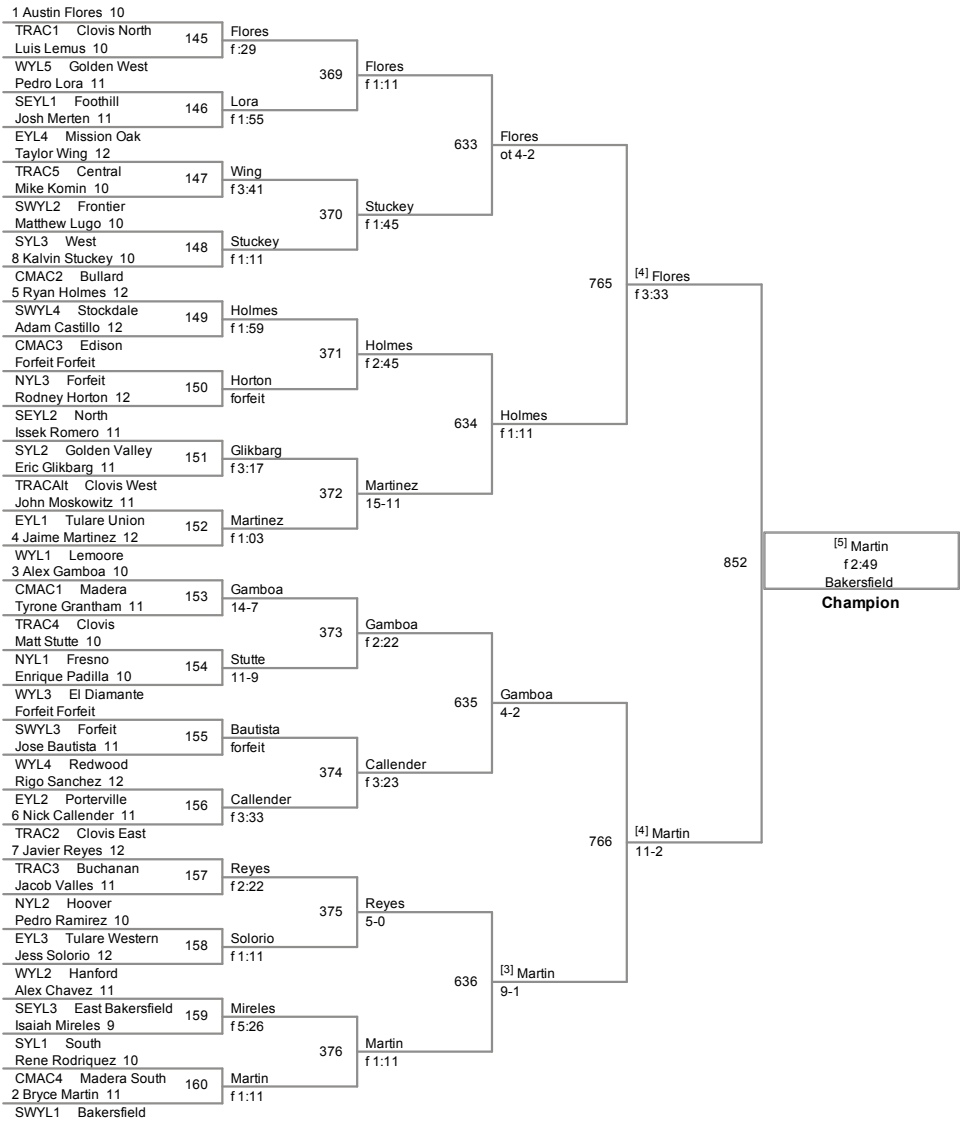 1 Austin Flores 10
TRAC1 Clovis North
Luis Lemus 10
WYL5 Golden West
Pedro Lora 11
SEYL1 Foothill
Josh Merten 11
EYL4 Mission Oak
Taylor Wing 12
TRAC5 Central
Mike Komin 10
SWYL2 Frontier
Matthew Lugo 10
SYL3 West
8 Kalvin Stuckey 10
CMAC2 Bullard
5 Ryan Holmes 12
SWYL4 Stockdale
Adam Castillo 12
CMAC3 Edison
Forfeit Forfeit
NYL3 Forfeit
Rodney Horton 12
SEYL2 North
Issek Romero 11
SYL2 Golden Valley
Eric Glikbarg 11
TRACAlt Clovis West
John Moskowitz 11
EYL1 Tulare Union
4 Jaime Martinez 12
WYL1 Lemoore
3 Alex Gamboa 10
CMAC1 Madera
Tyrone Grantham 11
TRAC4 Clovis
Matt Stutte 10
NYL1 Fresno
Enrique Padilla 10
WYL3 El Diamante
Forfeit Forfeit
SWYL3 Forfeit
Jose Bautista 11
WYL4 Redwood
Rigo Sanchez 12
EYL2 Porterville
6 Nick Callender 11
TRAC2 Clovis East
7 Javier Reyes 12
TRAC3 Buchanan
Jacob Valles 11
NYL2 Hoover
Pedro Ramirez 10
EYL3 Tulare Western
Jess Solorio 12
WYL2 Hanford
Alex Chavez 11
SEYL3 East Bakersfield
Isaiah Mireles 9
SYL1 South
Rene Rodriquez 10
CMAC4 Madera South
2 Bryce Martin 11
SWYL1 Bakersfield
145
146
147
148
149
150
151
152
153
154
155
156
157
158
159
160
Flores
f :29
Lora
f 1:55
Wing
f 3:41
Stuckey
f 1:11
Holmes
f 1:59
Horton
forfeit
Glikbarg
f 3:17
Martinez
f 1:03
Gamboa
14-7
Stutte
11-9
Bautista
forfeit
Callender
f 3:33
Reyes
f 2:22
Solorio
f 1:11
Mireles
f 5:26
Martin
f 1:11
369
370
371
372
373
374
375
376
Flores
f 1:11
Stuckey
f 1:45
Holmes
f 2:45
Martinez
15-11
Gamboa
f 2:22
Callender
f 3:23
Reyes
5-0
Martin
f 1:11
633
634
635
636
Flores
ot 4-2
Holmes
f 1:11
Gamboa
4-2
[3] Martin
9-1
765
766
[4] Flores
f 3:33
[4] Martin
11-2
852
[5] Martin
f 2:49
Bakersfield
Champion